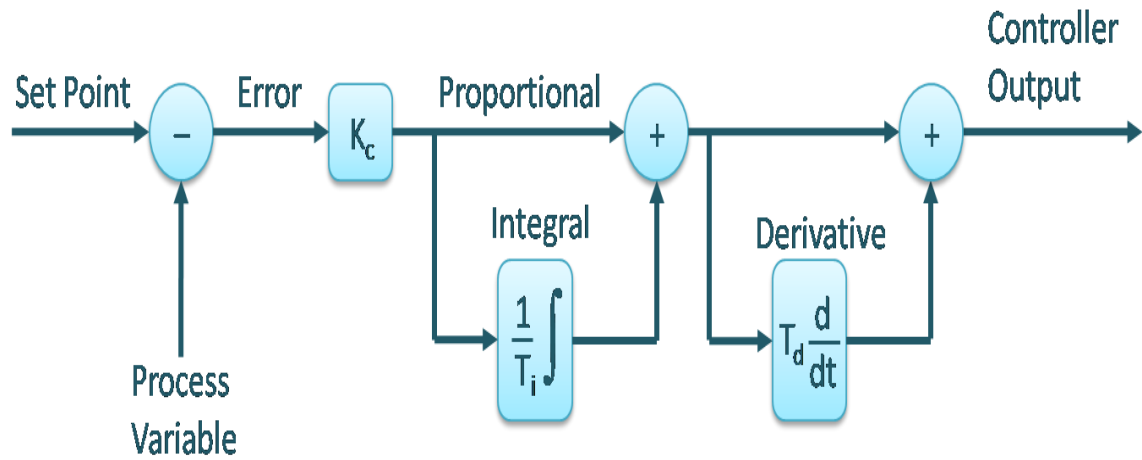 Controller
Output
Set Point
Error
Proportional
−
K_c
+
+
Integral
Derivative
1/T_i ∫
T_d d/dt
Process
Variable